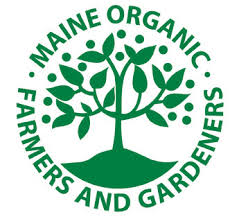 MAINE ORGANIC
· FARMERS AND GARDENERS ·